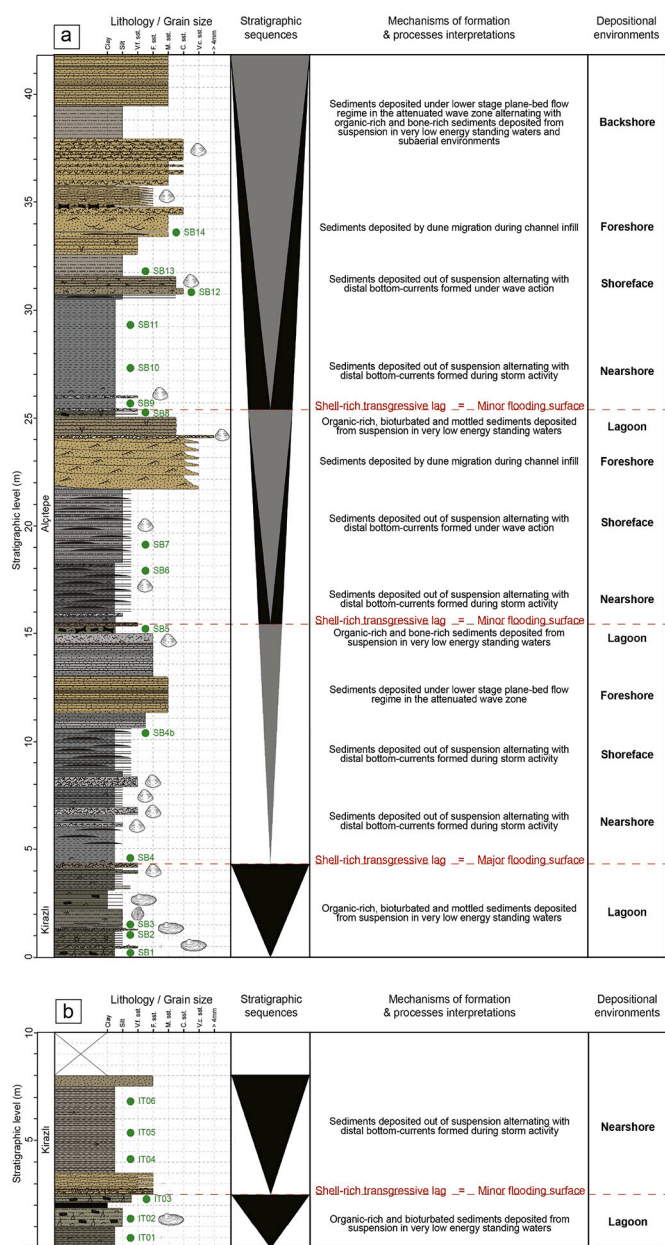 a
Lithology / Grain size
Stratigraphic
sequences
Mechanisms of formation
& processes interpretations
Depositional
environments
Clay
Silt
V.f. sst.
F. sst.
M. sst.
C. sst.
V.c. sst.
> 4mm
Stratigraphic level (m)
40
35
30
25
20
15
10
5
0
Alçıtepe
Kirazlı
Sediments deposited under lower stage plane-bed flow
regime in the attenuated wave zone alternating with
organic-rich and bone-rich sediments deposited from
suspension in very low energy standing waters and
subaerial environments
Backshore
SB14
Sediments deposited by dune migration during channel infill
Foreshore
SB13
SB12
Sediments deposited out of suspension alternating with
distal bottom-currents formed under wave action
Shoreface
SB11
SB10
Sediments deposited out of suspension alternating with
distal bottom-currents formed during storm activity
Nearshore
SB9
SB8
Shell-rich transgressive lag = Minor flooding surface
Organic-rich, bioturbated and mottled sediments deposited
from suspension in very low energy standing waters
Lagoon
Sediments deposited by dune migration during channel infill
Foreshore
SB7
Sediments deposited out of suspension alternating with
distal bottom-currents formed under wave action
Shoreface
SB6
Sediments deposited out of suspension alternating with
distal bottom-currents formed during storm activity
Nearshore
SB5
Shell-rich transgressive lag = Minor flooding surface
Organic-rich and bone-rich sediments deposited from
suspension in very low energy standing waters
Lagoon
Sediments deposited under lower stage plane-bed flow
regime in the attenuated wave zone
Foreshore
SB4b
Sediments deposited out of suspension alternating with
distal bottom-currents formed during storm activity
Shoreface
Sediments deposited out of suspension alternating with
distal bottom-currents formed during storm activity
Nearshore
SB4
Shell-rich transgressive lag = Major flooding surface
SB3
SB2
SB1
Organic-rich, bioturbated and mottled sediments deposited
from suspension in very low energy standing waters
Lagoon
b
Lithology / Grain size
Stratigraphic
sequences
Mechanisms of formation
& processes interpretations
Depositional
environments
Clay
Silt
V.f. sst.
F. sst.
M. sst.
C. sst.
V.c. sst.
> 4mm
Stratigraphic level (m)
10
5
Kirazlı
IT06
IT05
IT04
Sediments deposited out of suspension alternating with
distal bottom-currents formed during storm activity
Nearshore
Shell-rich transgressive lag = Minor flooding surface
IT03
IT02
IT01
Organic-rich and bioturbated sediments deposited from
suspension in very low energy standing waters
Lagoon